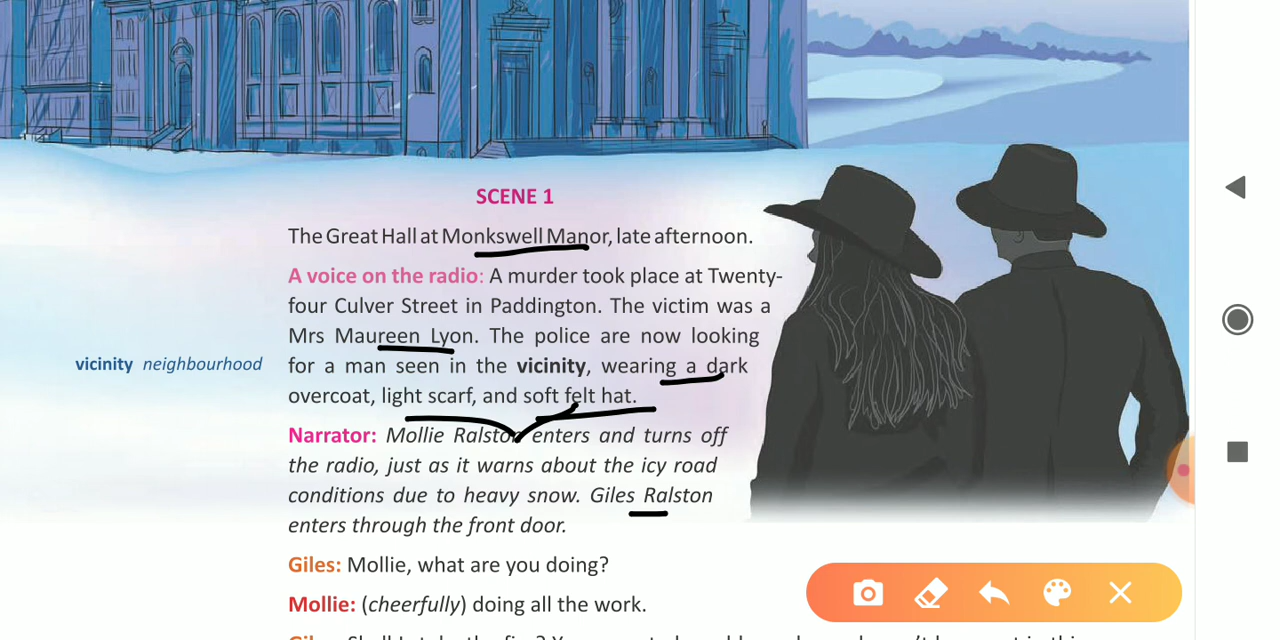 SCENE 1
The Great Hall at Monkswell Manor, late afternoon.
A voice on the radio: A murder took place at Twenty-
four Culver Street in Paddington. The victim was a
Mrs Maureen Lyon. The police are now looking
for a man seen in the vicinity, wearing a dark
vicinity neighbourhood
overcoat, light scarf, and soft felt hat.
Narrator: Mollie Ralston enters and turns off
the radio, just as it warns about the icy road
conditions due to heavy snow. Giles Ralston
enters through the front door.
Giles: Mollie, what are you doing?
Mollie: (cheerfully) doing all the work.